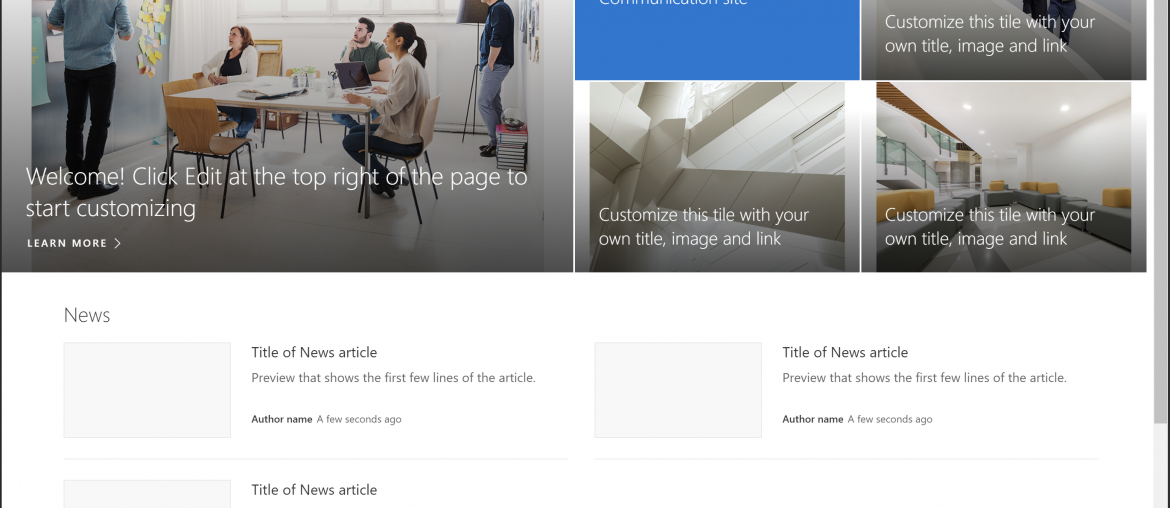 Communication site
Customize this tile with your
own title, image and link
Welcome! Click Edit at the top right of the page to
start customizing
LEARN MORE
Customize this tile with your
own title, image and link
Customize this tile with your
own title, image and link
News
Title of News article
Preview that shows the first few lines of the article.
Author name A few seconds ago
Title of News article
Preview that shows the first few lines of the article.
Author name A few seconds ago
Title of News article